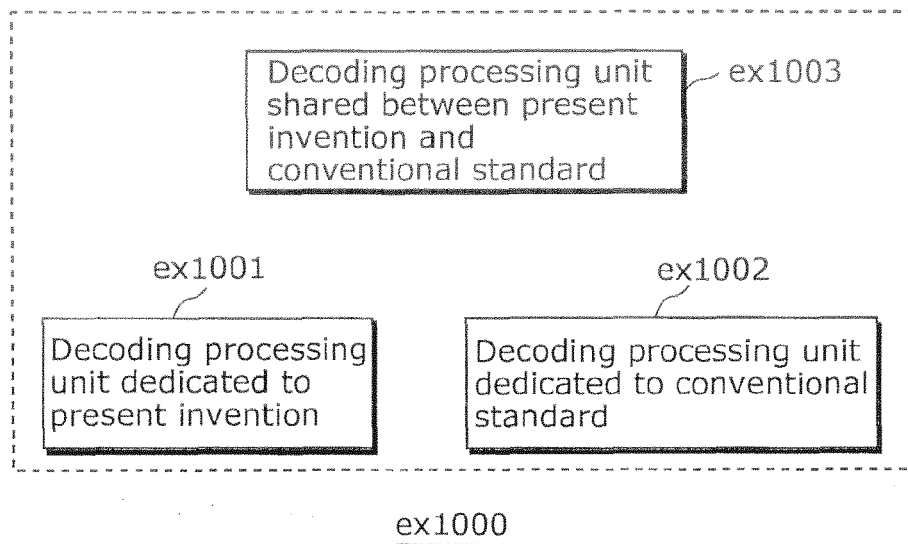 Decoding processing unit
shared between present
invention and
conventional standard
ex1003
ex1001
Decoding processing
unit dedicated to
present invention
ex1002
Decoding processing unit
dedicated to conventional
standard
ex1000